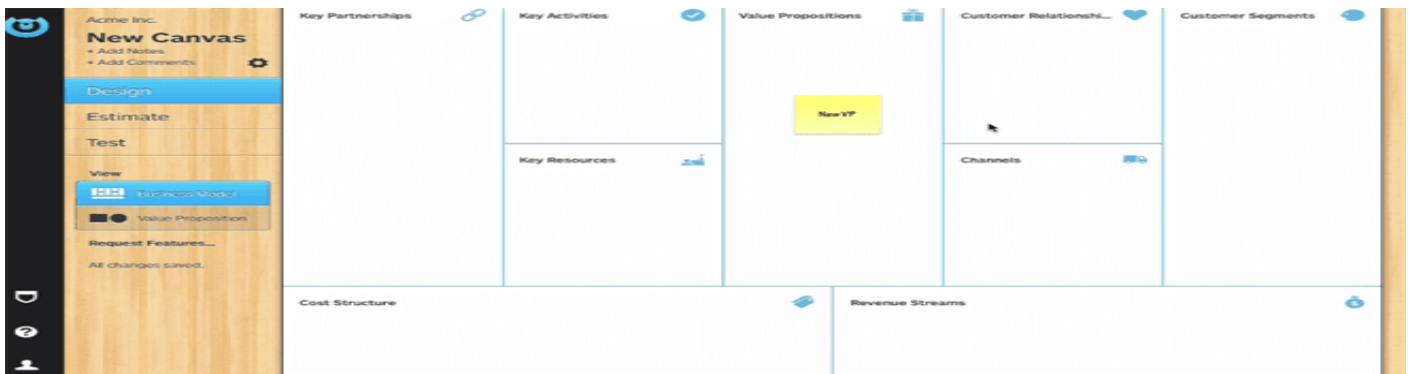 Acme Inc.
New Canvas
+ Add Notes
+ Add Comments
Design
Estimate
Test
View
Business Model
Value Proposition
Request Features...
All changes saved.
Key Partnerships
Key Activities
Value Propositions
Customer Relationshi...
Customer Segments
New VP
Key Resources
Channels
Cost Structure
Revenue Streams